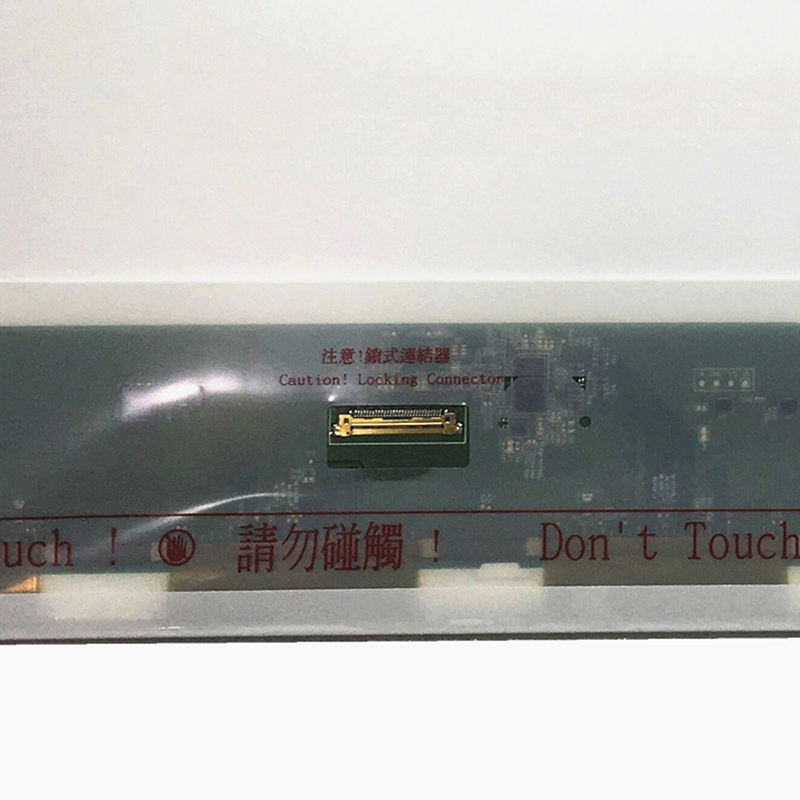 注意!鎖式連結器
Caution! Locking Connector
uch ! 請勿碰觸 ! Don't Touch